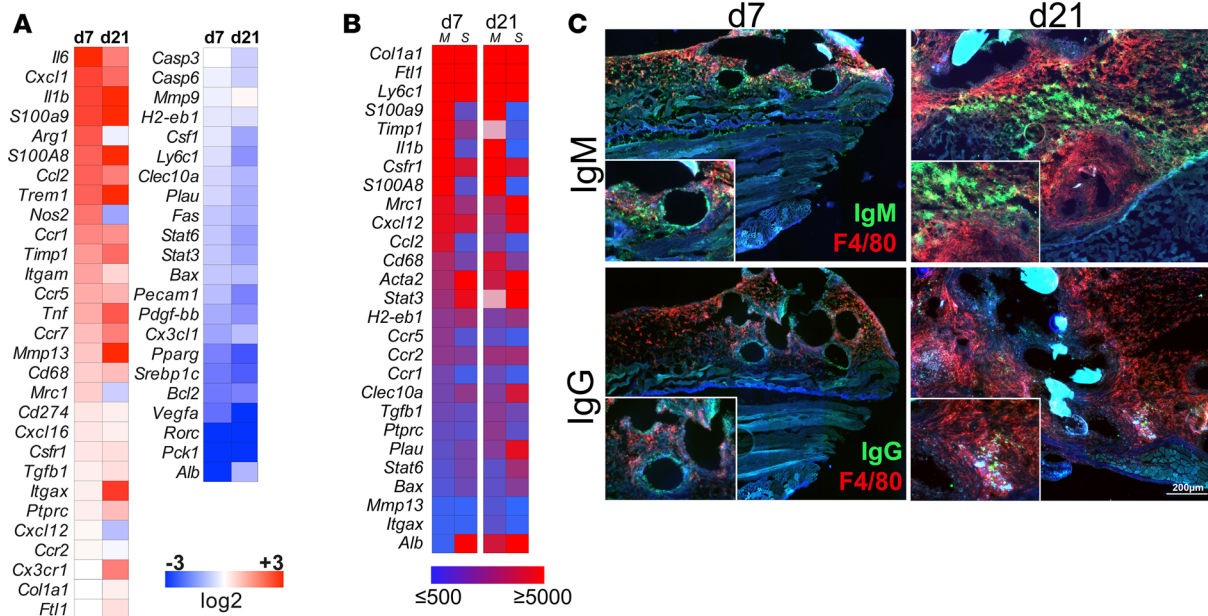 A
d7 d21
Il6
Cxcl1
Il1b
S100a9
Arg1
S100A8
Ccl2
Trem1
Nos2
Ccr1
Timp1
Itgam
Ccr5
Tnf
Ccr7
Mmp13
Cd68
Mrc1
Cd274
Cxcl16
Csfr1
Tgfb1
Itgax
Ptprc
Cxcl12
Ccr2
Cx3cr1
Col1a1
Ftl1
d7 d21
Casp3
Casp6
Mmp9
H2-eb1
Csf1
Ly6c1
Clec10a
Plau
Fas
Stat6
Stat3
Bax
Pecam1
Pdgf-bb
Cx3cl1
Pparg
Srebp1c
Bcl2
Vegfa
Rorc
Pck1
Alb
-3 +3
log2
B
d7 d21
M S M S
Col1a1
Ftl1
Ly6c1
S100a9
Timp1
Il1b
Csfr1
S100A8
Mrc1
Cxcl12
Ccl2
Cd68
Acta2
Stat3
H2-eb1
Ccr5
Ccr2
Ccr1
Clec10a
Tgfb1
Ptprc
Plau
Stat6
Bax
Mmp13
Itgax
Alb
≤500 ≥5000
C
d7 d21
IgM
IgM
F4/80
IgG
IgG
F4/80
200μm